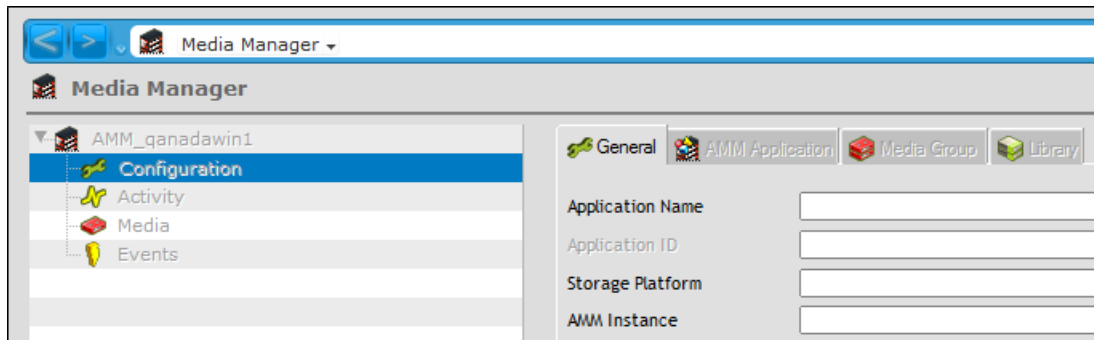 < > Media Manager
Media Manager
AMM_qanadawin1
Configuration
Activity
Media
Events
General AMM Application Media Group Library
Application Name
Application ID
Storage Platform
AMM Instance